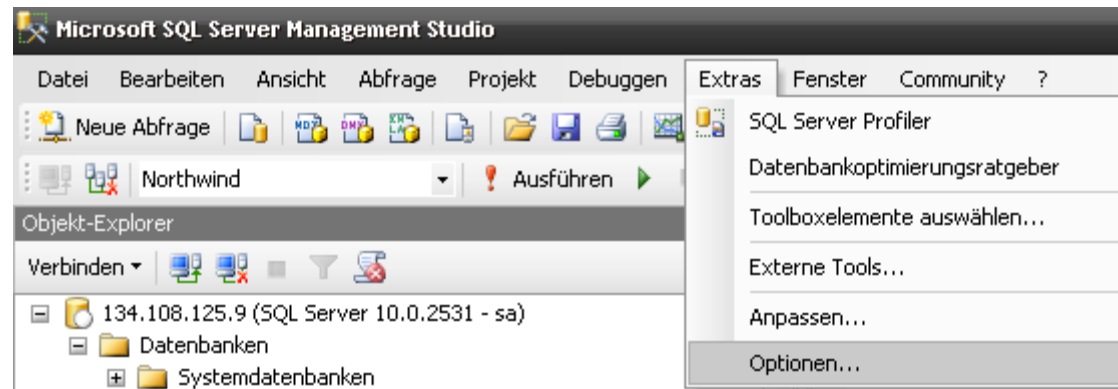 Microsoft SQL Server Management Studio
Datei Bearbeiten Ansicht Abfrage Projekt Debuggen Extras Fenster Community ?
Neue Abfrage
Northwind Ausführen
Objekt-Explorer
Verbinden
134.108.125.9 (SQL Server 10.0.2531 - sa)
Datenbanken
Systemdatenbanken
SQL Server Profiler
Datenbankoptimierungsratgeber
Toolboxelemente auswählen...
Externe Tools...
Anpassen...
Optionen...